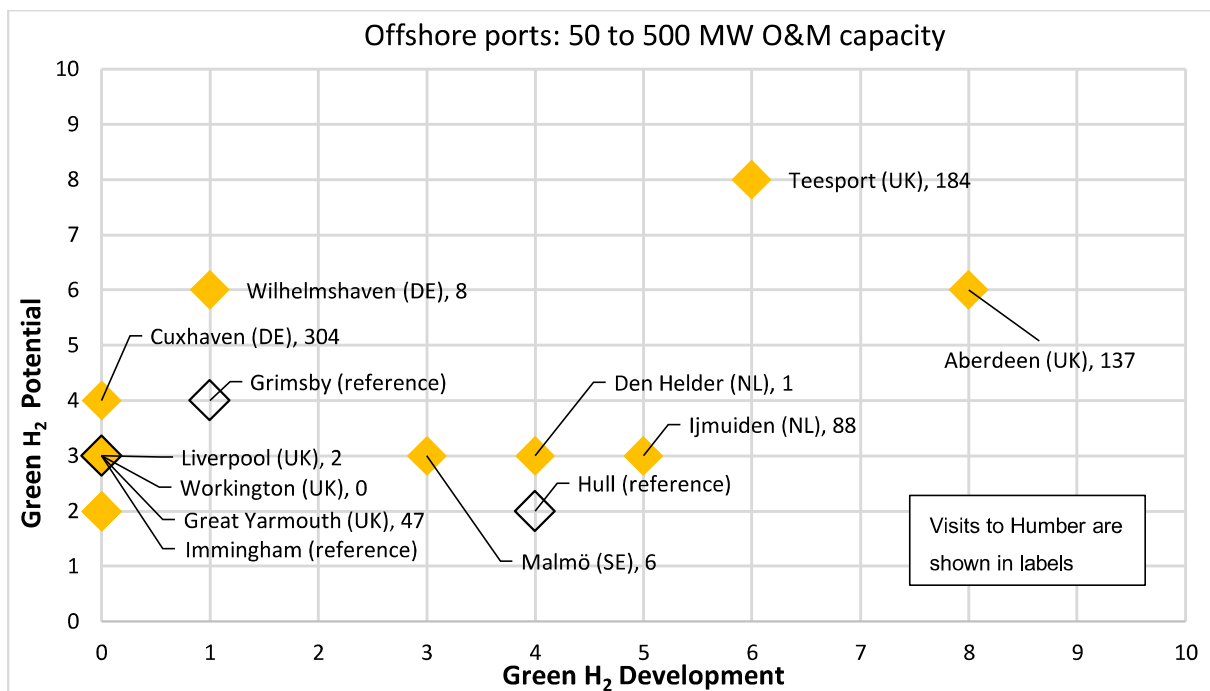 Offshore ports: 50 to 500 MW O&M capacity
10
9
8
7
6
5
4
3
2
1
0
Green H₂ Potential
Teesport (UK), 184
Wilhelmshaven (DE), 8
Cuxhaven (DE), 304
Aberdeen (UK), 137
Grimsby (reference)
Den Helder (NL), 1
Ijmuiden (NL), 88
Liverpool (UK), 2
Workington (UK), 0
Great Yarmouth (UK), 47
Immingham (reference)
Hull (reference)
Malmö (SE), 6
Visits to Humber are
shown in labels
0 1 2 3 4 5 6 7 8 9 10
Green H₂ Development